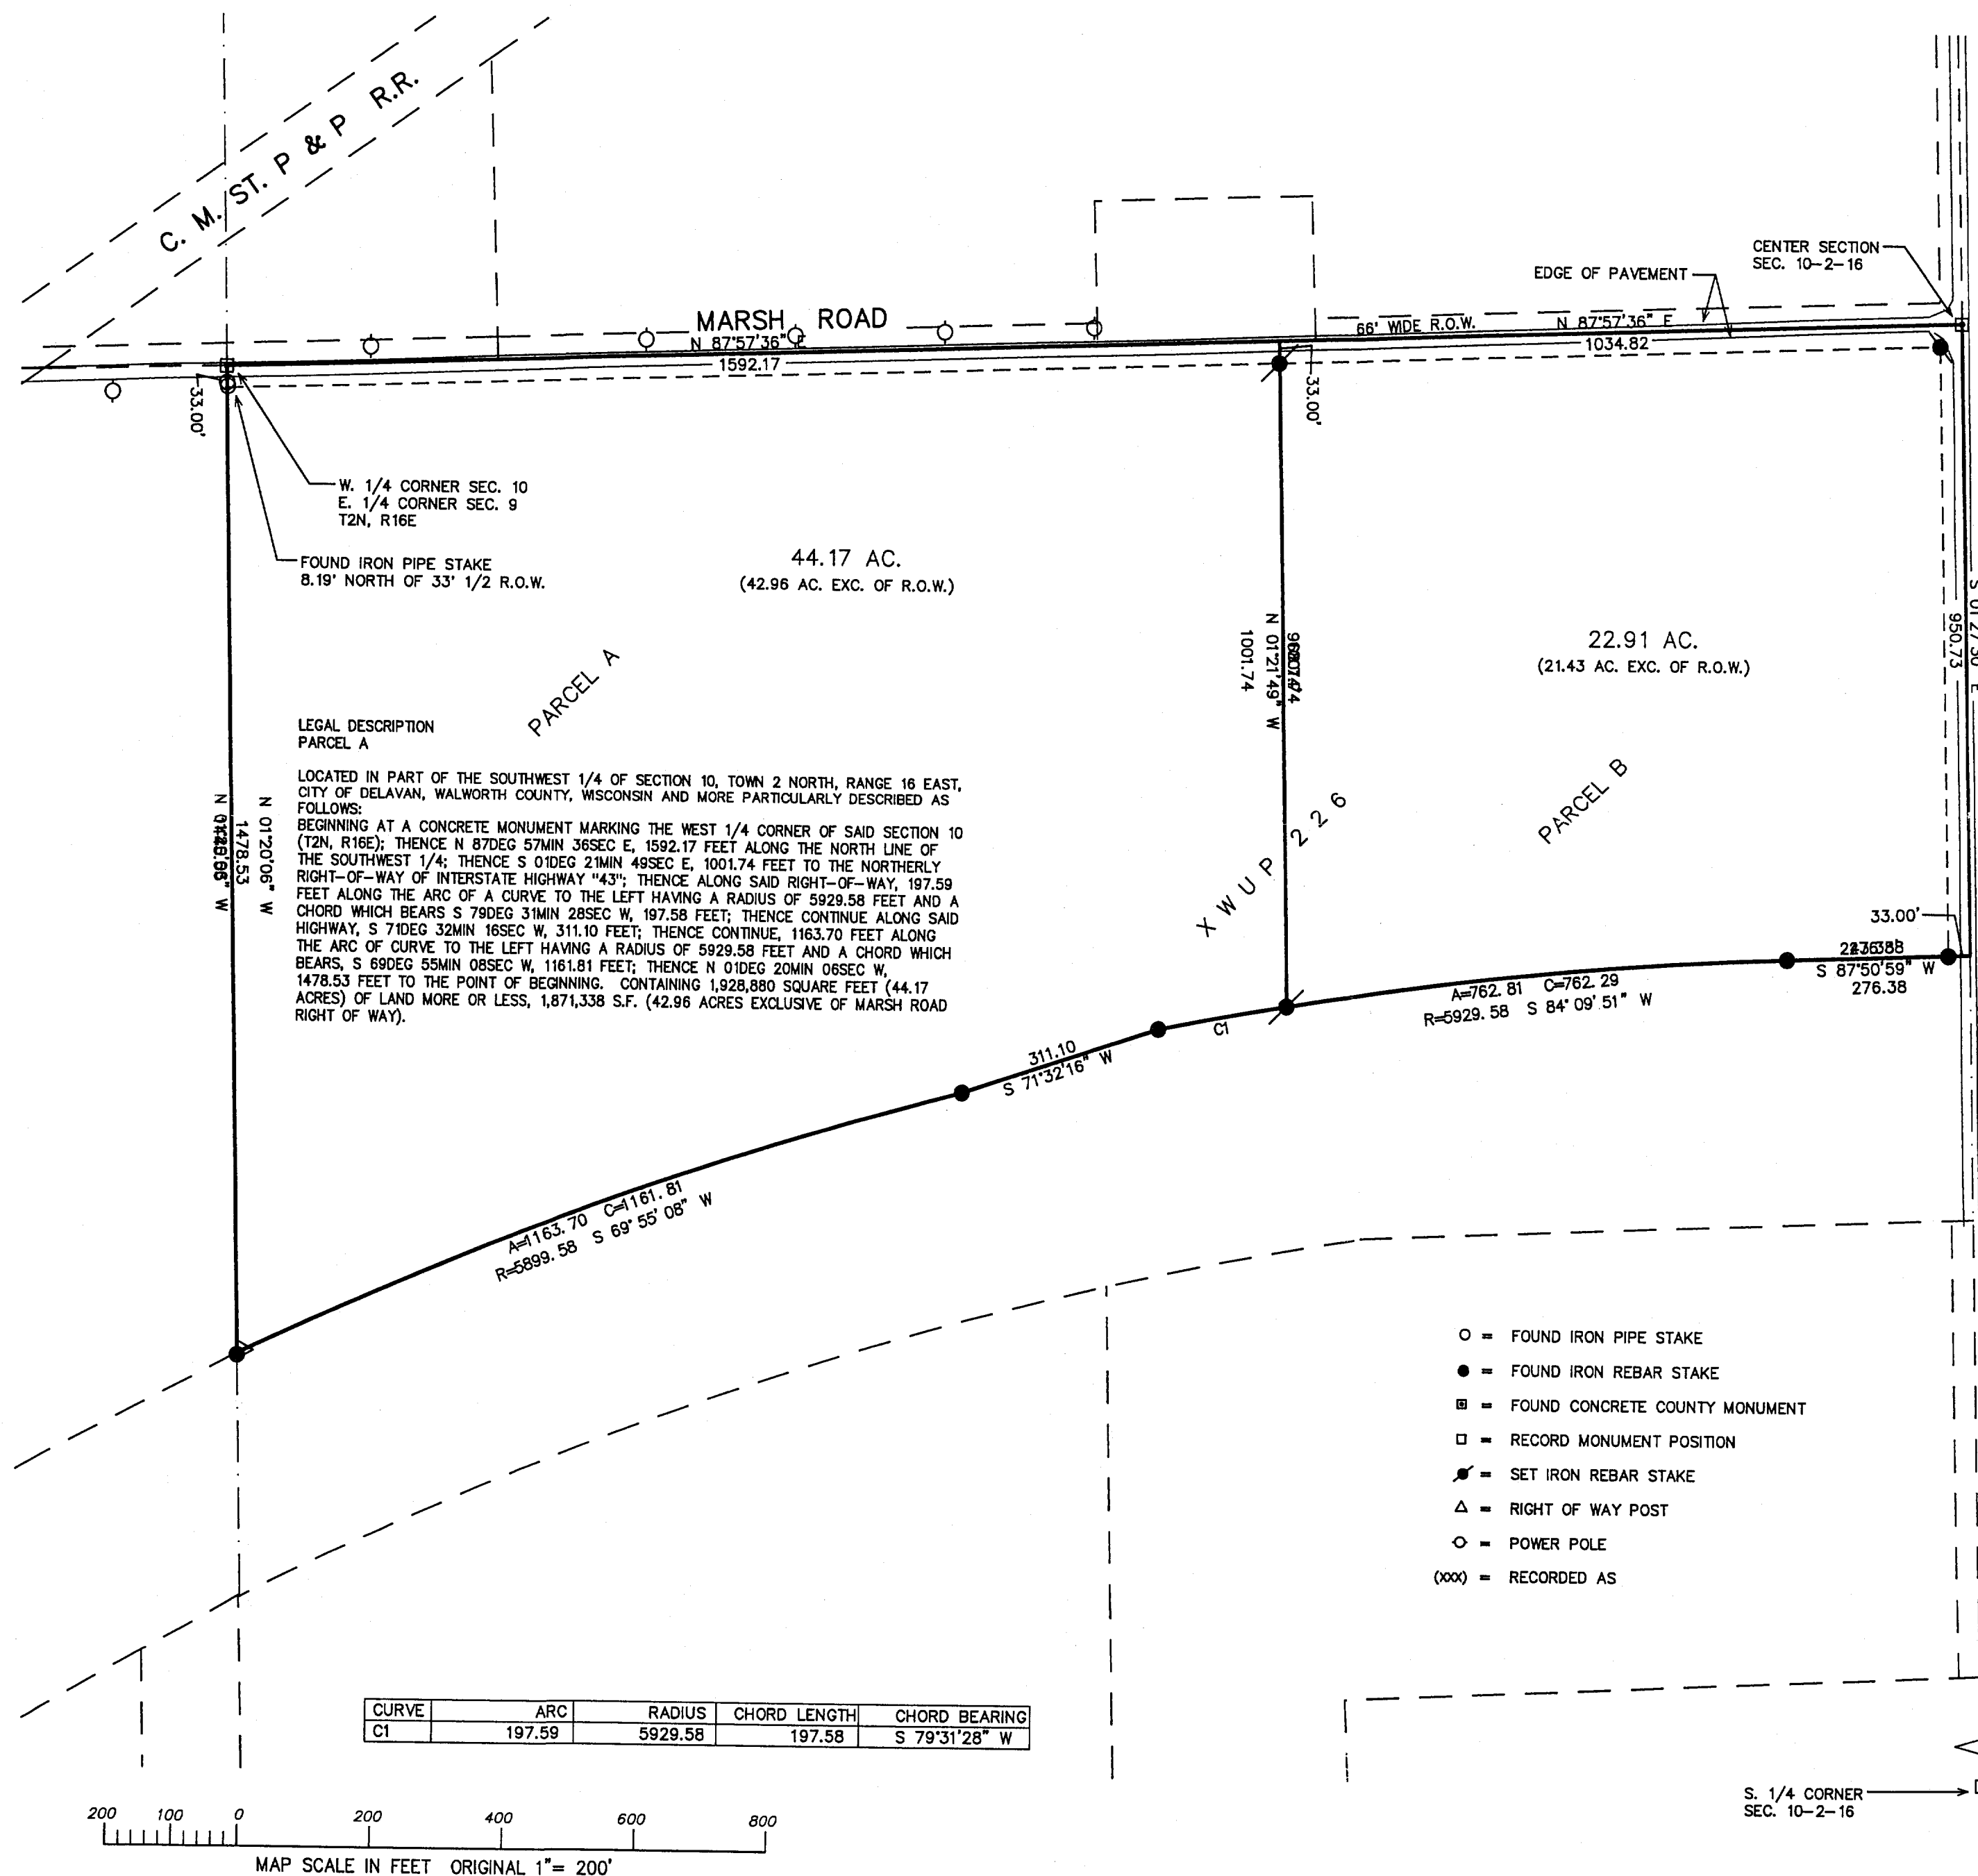 C. M. ST. P & P R.R.
CENTER SECTION
SEC. 10-2-16
EDGE OF PAVEMENT
MARSH ROAD
N 87°57'36" E
1592.17
66' WIDE R.O.W.
N 87°57'36" E
1034.82
33.00'
33.00'
W. 1/4 CORNER SEC. 10
E. 1/4 CORNER SEC. 9
T2N, R16E
FOUND IRON PIPE STAKE
8.19' NORTH OF 33' 1/2 R.O.W.
44.17 AC.
(42.96 AC. EXC. OF R.O.W.)
22.91 AC.
(21.43 AC. EXC. OF R.O.W.)
N 01°21'49" W
1001.74
950.73
PARCEL A
PARCEL B
XWUP 226
LEGAL DESCRIPTION
PARCEL A
LOCATED IN PART OF THE SOUTHWEST 1/4 OF SECTION 10, TOWN 2 NORTH, RANGE 16 EAST,
CITY OF DELAVAN, WALWORTH COUNTY, WISCONSIN AND MORE PARTICULARLY DESCRIBED AS
FOLLOWS:
BEGINNING AT A CONCRETE MONUMENT MARKING THE WEST 1/4 CORNER OF SAID SECTION 10
(T2N, R16E); THENCE N 87DEG 57MIN 36SEC E, 1592.17 FEET ALONG THE NORTH LINE OF
THE SOUTHWEST 1/4; THENCE S 01DEG 21MIN 49SEC E, 1001.74 FEET TO THE NORTHERLY
RIGHT-OF-WAY OF INTERSTATE HIGHWAY "43"; THENCE ALONG SAID RIGHT-OF-WAY, 197.59
FEET ALONG THE ARC OF A CURVE TO THE LEFT HAVING A RADIUS OF 5929.58 FEET AND A
CHORD WHICH BEARS S 79DEG 31MIN 28SEC W, 197.58 FEET; THENCE CONTINUE ALONG SAID
HIGHWAY, S 71DEG 32MIN 16SEC W, 311.10 FEET; THENCE CONTINUE, 1163.70 FEET ALONG
THE ARC OF CURVE TO THE LEFT HAVING A RADIUS OF 5929.58 FEET AND A CHORD WHICH
BEARS, S 69DEG 55MIN 08SEC W, 1161.81 FEET; THENCE N 01DEG 20MIN 06SEC W,
1478.53 FEET TO THE POINT OF BEGINNING. CONTAINING 1,928,880 SQUARE FEET (44.17
ACRES) OF LAND MORE OR LESS, 1,871,338 S.F. (42.96 ACRES EXCLUSIVE OF MARSH ROAD
RIGHT OF WAY).
N 01°20'06" W
1478.53
33.00'
S 87°50'59" W
276.38
A=762.81 C=762.29
R=5929.58 S 84°09'51" W
C1
311.10
S 71°32'16" W
A=1163.70 C=1161.81
R=5899.58 S 69°55'08" W
O = FOUND IRON PIPE STAKE
● = FOUND IRON REBAR STAKE
= FOUND CONCRETE COUNTY MONUMENT
□ = RECORD MONUMENT POSITION
= SET IRON REBAR STAKE
△ = RIGHT OF WAY POST
= POWER POLE
(XXX) = RECORDED AS
CURVE ARC RADIUS CHORD LENGTH CHORD BEARING
C1 197.59 5929.58 197.58 S 79°31'28" W
S. 1/4 CORNER
SEC. 10-2-16
200 100 0 200 400 600 800
MAP SCALE IN FEET ORIGINAL 1"= 200'